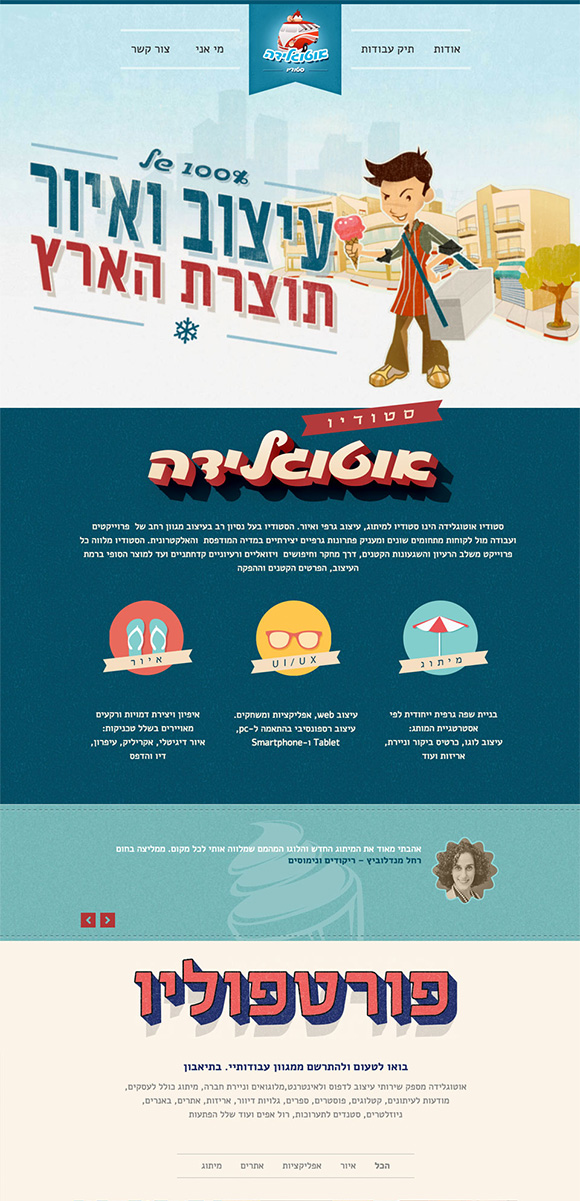 אודות
תיק עבודות
אוטוגלידה
סטודיו
מי אני
צור קשר
100% של
עיצוב ואיור
תוצרת הארץ
סטודיו
אוטוגלידה
סטודיו אוטוגלידה הינו סטודיו למיתוג, עיצוב גרפי ואיור. הסטודיו בעל נסיון רב בעיצוב מגוון רחב של פרוייקטים
ועבודה מול לקוחות מתחומים שונים ומעניק פתרונות גרפיים יצירתיים במדיה המודפסת והאלקטרונית. הסטודיו מלווה כל
פרוייקט משלב הרעיון והשגעונות הקטנים, דרך מחקר וחיפושים ויזואליים ורעיוניים קדחתניים ועד למוצר הסופי ברמת
העיצוב, הפרטים הקטנים וההפקה
מיתוג
UI/UX
איור
בניית שפה גרפית ייחודית לפי
אסטרטגיית המותג:
עיצוב לוגו, כרטיס ביקור וניירת,
אריזות ועוד
עיצוב web, אפליקציות ומשחקים.
עיצוב רספונסיבי בהתאמה ל-pc,
Tablet ו-Smartphone
איפיון ויצירת דמויות ורקעים
מאויירים בשלל טכניקות:
איור דיגיטלי, אקריליק, עיפרון,
דיו והדפס
אהבתי מאוד את המיתוג החדש והלוגו המהמם שמלווה אותי לכל מקום. ממליצה בחום
רחל מנדלוביץ – ריקודים ונימוסים
פורטפוליו
בואו לטעום ולהתרשם ממגוון עבודותיי. בתיאבון
אוטוגלידה מספק שירותי עיצוב לדפוס ולאינטרנט,מלוגואים וניירת חברה, מיתוג כולל לעסקים,
מודעות לעיתונים, קטלוגים, פוסטרים, ספרים, גלויות דיוור, אריזות, אתרים, באנרים,
ניוזלטרים, סטנדים לתערוכות, רול אפים ועוד שלל הפתעות
הכל
איור
אפליקציות
אתרים
מיתוג